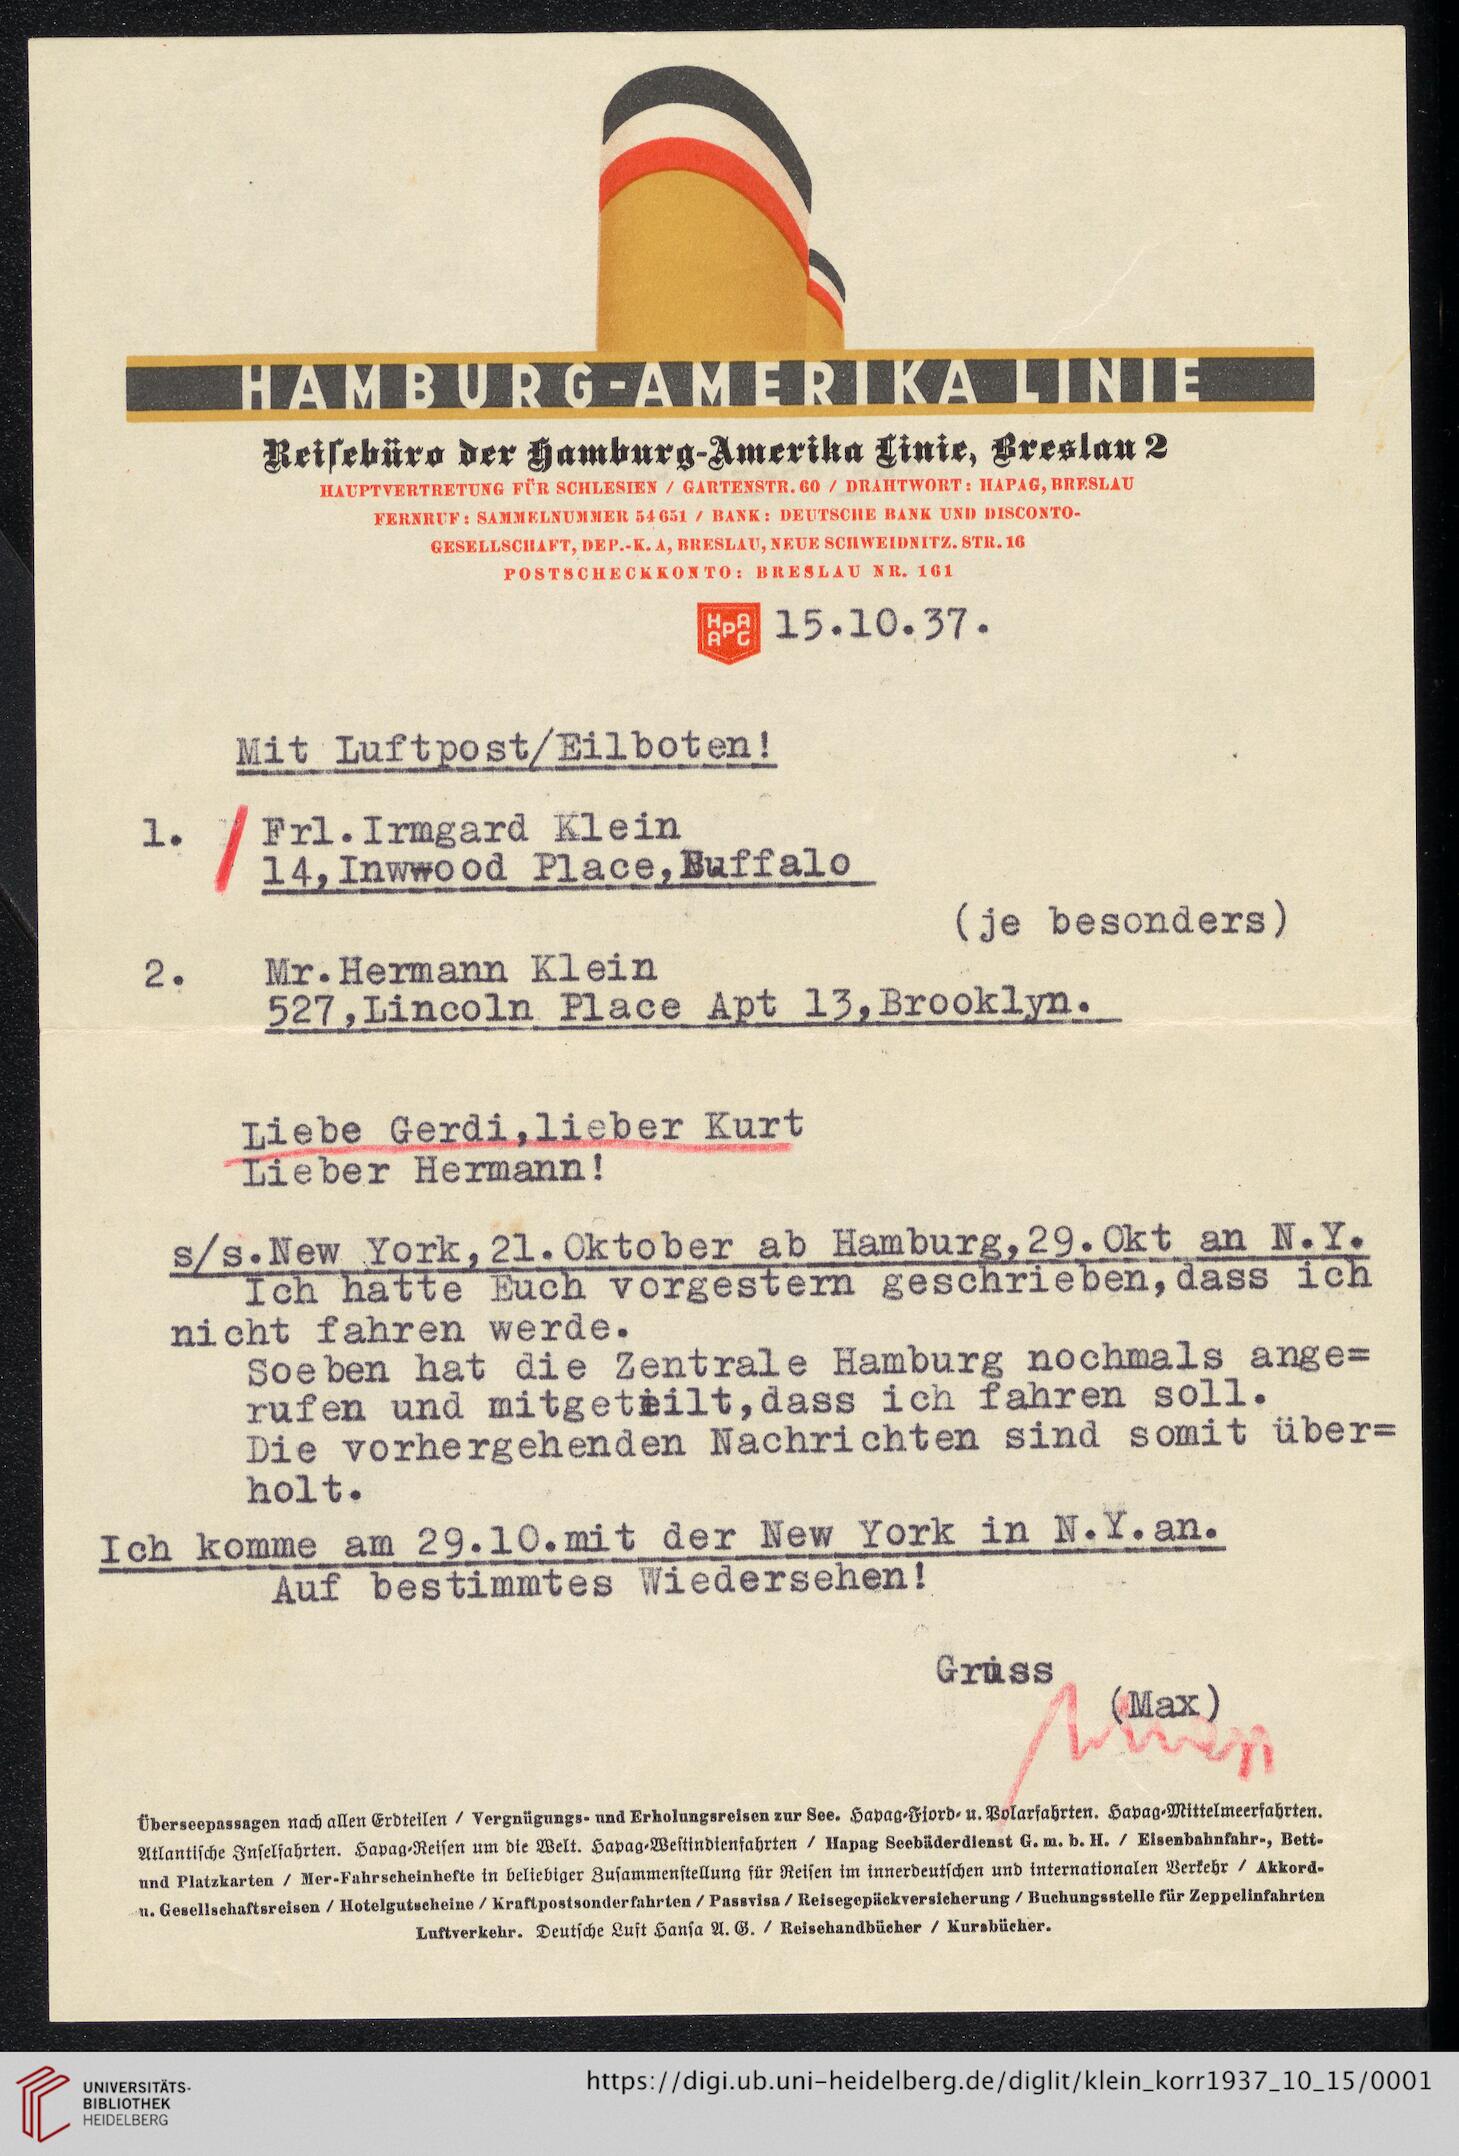 HAMBURG-AMERIKA LINIE
Reisebüro der Hamburg-Amerika Linie, Breslau 2
HAUPTVERTRETUNG FÜR SCHLESIEN / GARTENSTR. 60 / DRAHTWORT: HAPAG, BRESLAU
FERNRUF: SAMMELNUMMER 54651 / BANK: DEUTSCHE BANK UND DISCONTO-
GESELLSCHAFT, DEP.-K. A, BRESLAU, NEUE SCHWEIDNITZ. STR. 16
POSTSCHECKKONTO: BRESLAU NR. 161
HAPAG 15.10.37.
Mit Luftpost/Eilboten!
1. / Frl.Irmgard Klein
14,Inwwood Place,Buffalo
(je besonders)
2. Mr.Hermann Klein
527,Lincoln Place Apt 13,Brooklyn.
Liebe Gerdi,lieber Kurt
Lieber Hermann!
s/s.New York,21.Oktober ab Hamburg,29.Okt an N.Y.
Ich hatte Euch vorgestern geschrieben,dass ich
nicht fahren werde.
Soeben hat die Zentrale Hamburg nochmals ange=
rufen und mitgeteilt,dass ich fahren soll.
Die vorhergehenden Nachrichten sind somit über=
holt.
Ich komme am 29.10.mit der New York in N.Y.an.
Auf bestimmtes Wiedersehen!
Grüss
(Max)
Überseepassagen nach allen Erdteilen / Vergnügungs- und Erholungsreisen zur See. Hapag-Fjord- u. Polarfahrten. Hapag-Mittelmeerfahrten.
Atlantische Inselfahrten. Hapag-Reisen um die Welt. Hapag-Westindienfahrten / Hapag Seebäderdienst G. m. b. H. / Eisenbahnfahr-, Bett-
und Platzkarten / Mer-Fahrscheinhefte in beliebiger Zusammenstellung für Reisen im innerdeutschen und internationalen Verkehr / Akkord-
u. Gesellschaftsreisen / Hotelgutscheine / Kraftpostsonderfahrten / Passvisa / Reisegepäckversicherung / Buchungsstelle für Zeppelinfahrten
Luftverkehr. Deutsche Luft Hansa A. G. / Reisehandbücher / Kursbücher.
UNIVERSITÄTS-
BIBLIOTHEK
HEIDELBERG
https://digi.ub.uni-heidelberg.de/diglit/klein_korr1937_10_15/0001